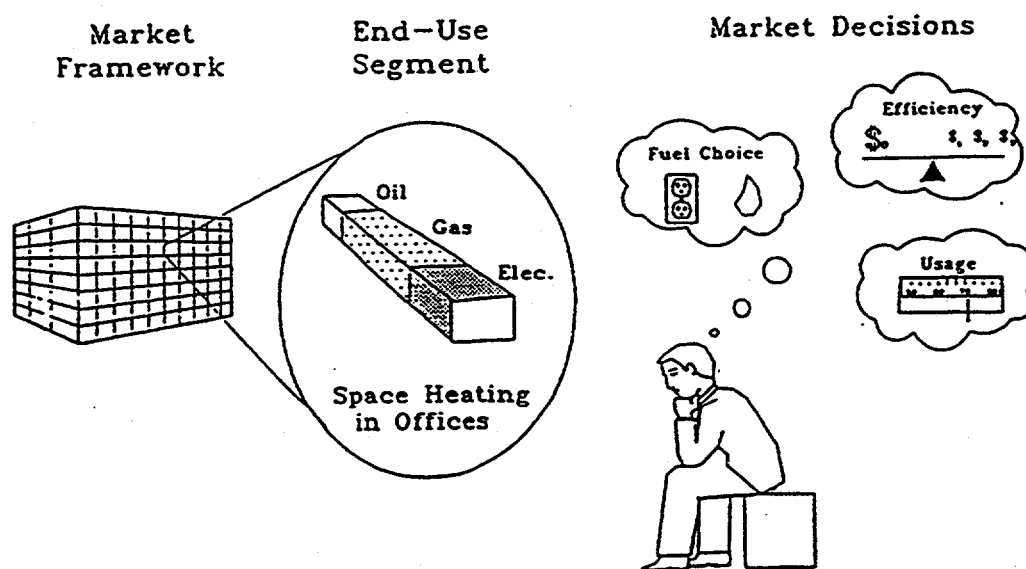 Market
Framework
End-Use
Segment
Market Decisions
Oil
Gas
Elec.
Space Heating
in Offices
Fuel Choice
Efficiency
Usage